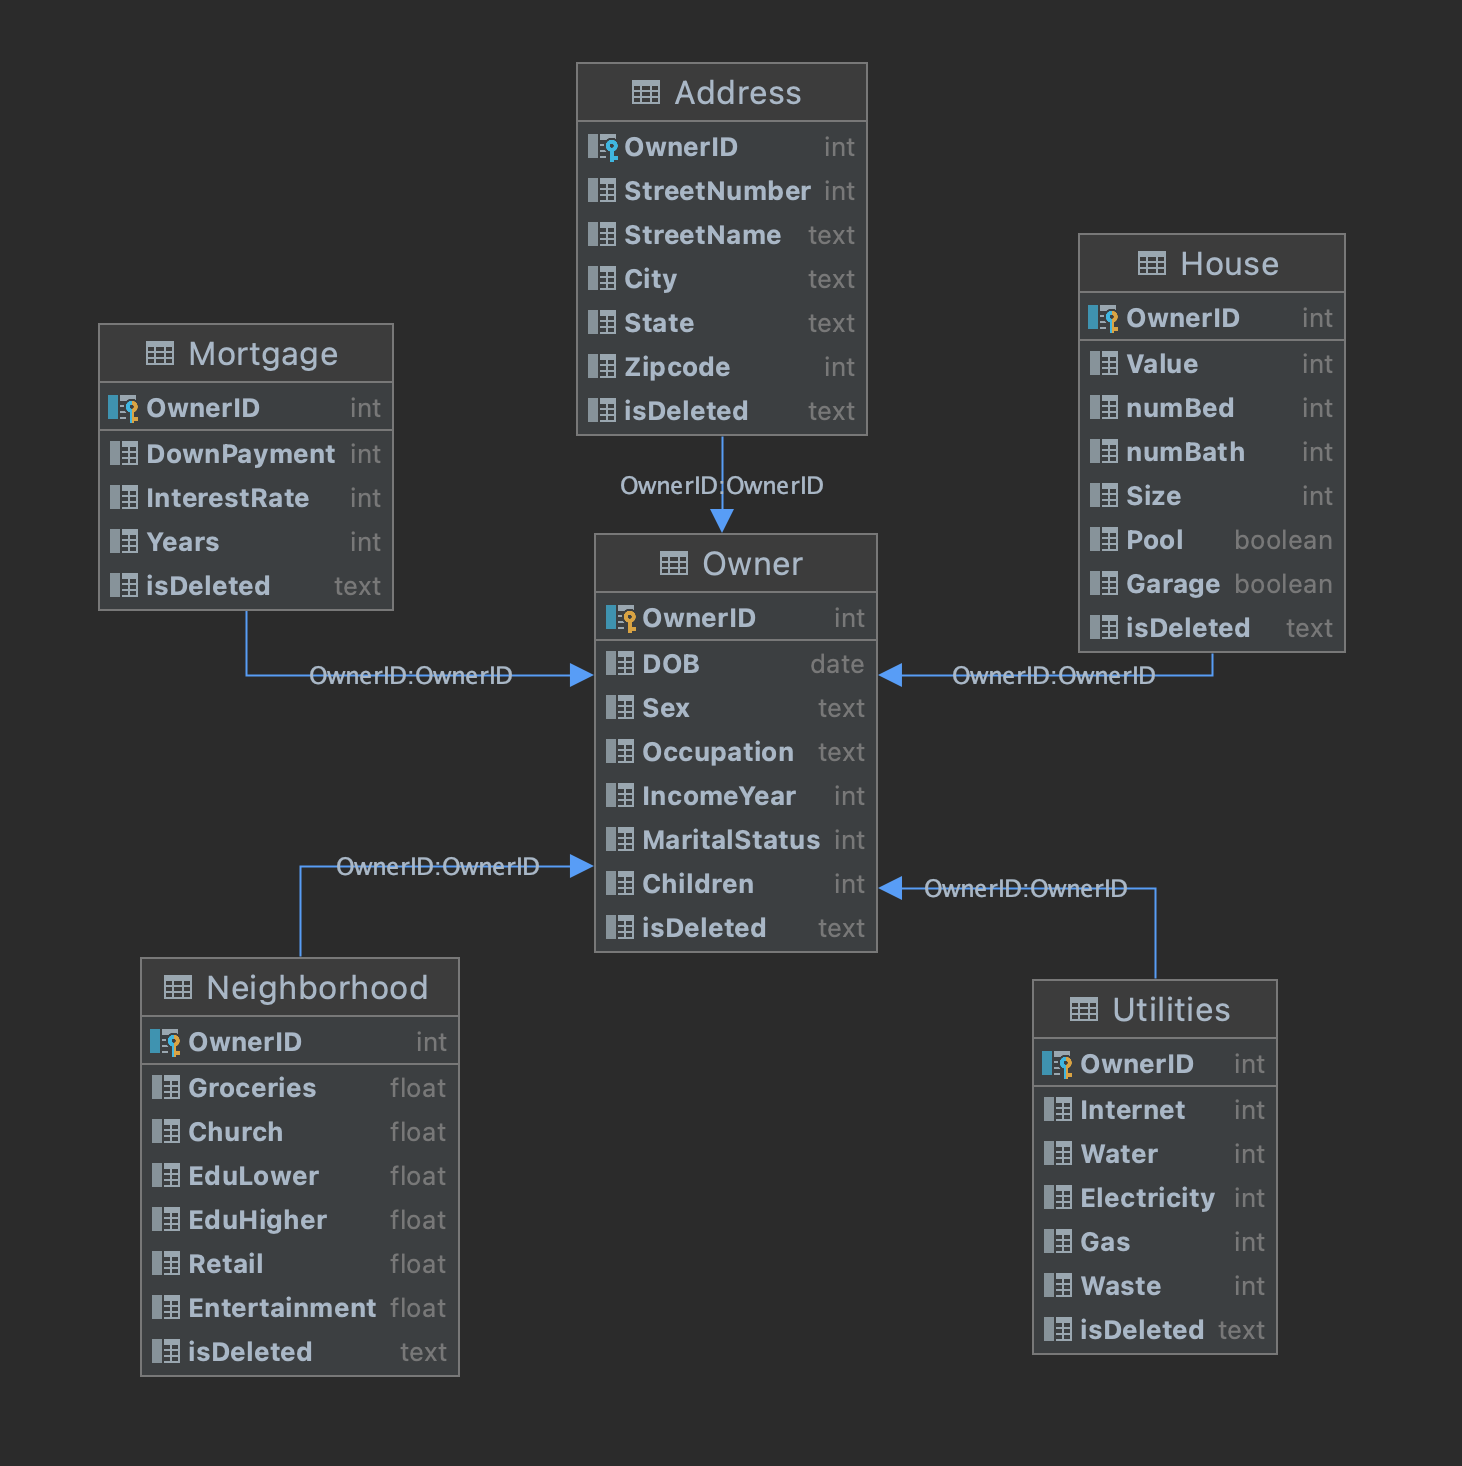 Address
OwnerID int
StreetNumber int
StreetName text
City text
State text
Zipcode int
isDeleted text
House
OwnerID int
Value int
numBed int
numBath int
Size int
Pool boolean
Garage boolean
isDeleted text
Mortgage
OwnerID int
DownPayment int
InterestRate int
Years int
isDeleted text
OwnerID:OwnerID
Owner
OwnerID int
DOB date
Sex text
Occupation text
IncomeYear int
MaritalStatus int
Children int
isDeleted text
OwnerID:OwnerID
OwnerID:OwnerID
OwnerID:OwnerID
OwnerID:OwnerID
Neighborhood
OwnerID int
Groceries float
Church float
EduLower float
EduHigher float
Retail float
Entertainment float
isDeleted text
Utilities
OwnerID int
Internet int
Water int
Electricity int
Gas int
Waste int
isDeleted text